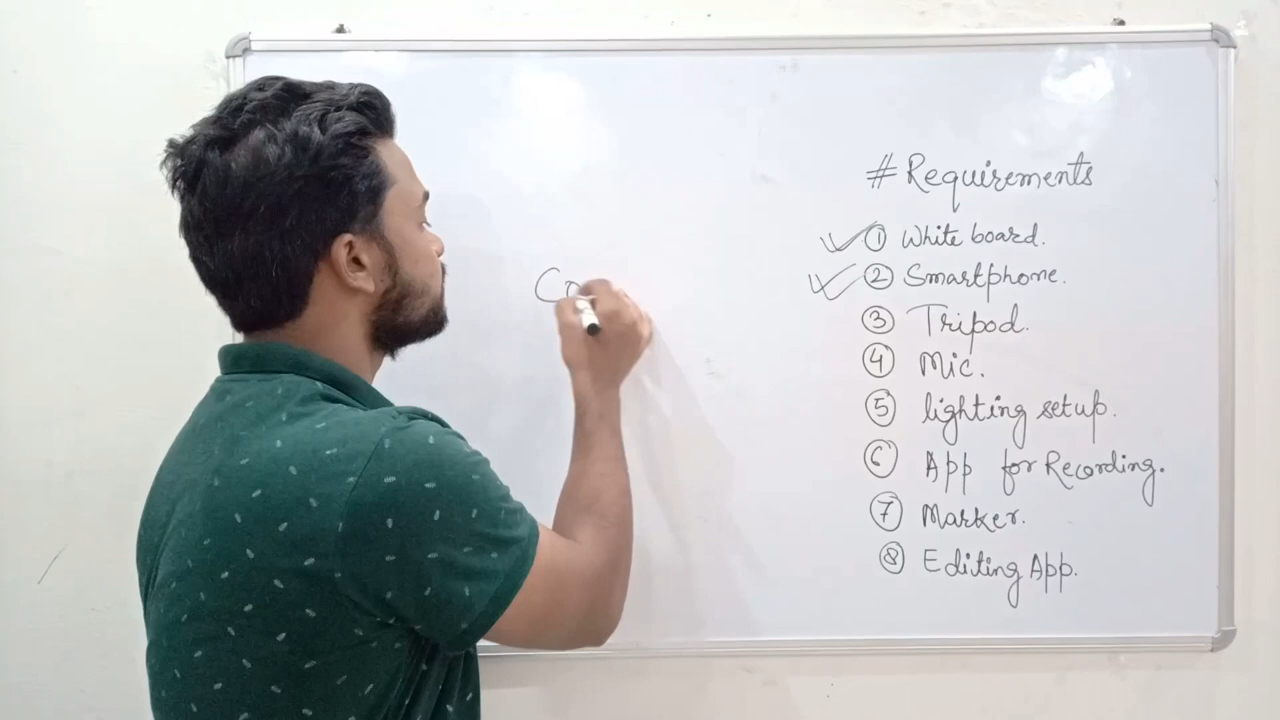 Co
# Requirements
① White board.
② Smartphone.
③ Tripod.
④ Mic.
⑤ lighting setup.
⑥ App for Recording.
⑦ Marker.
⑧ Editing App.